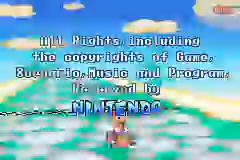 All Rights, including
the copyrights of Game,
Scenario, Music and Program,
Reserved by
NINTENDO